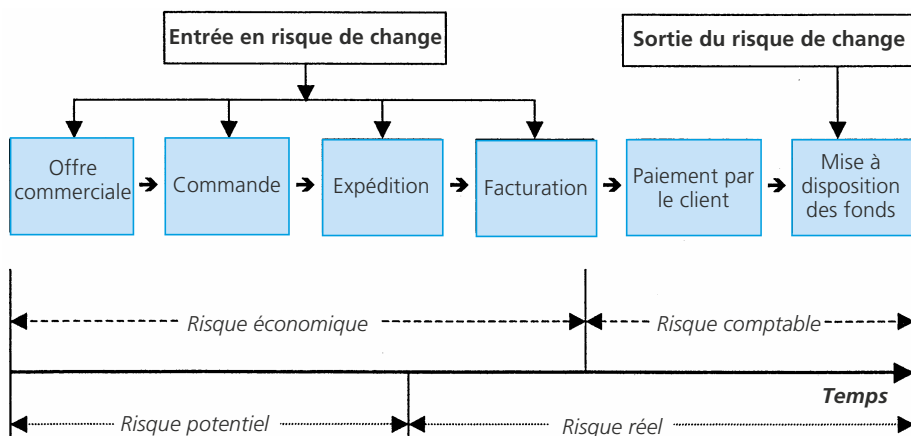 Entrée en risque de change
Sortie du risque de change
Offre
commerciale
Commande
Expédition
Facturation
Paiement par
le client
Mise à
disposition
des fonds
Risque économique
Risque comptable
Temps
Risque potentiel
Risque réel